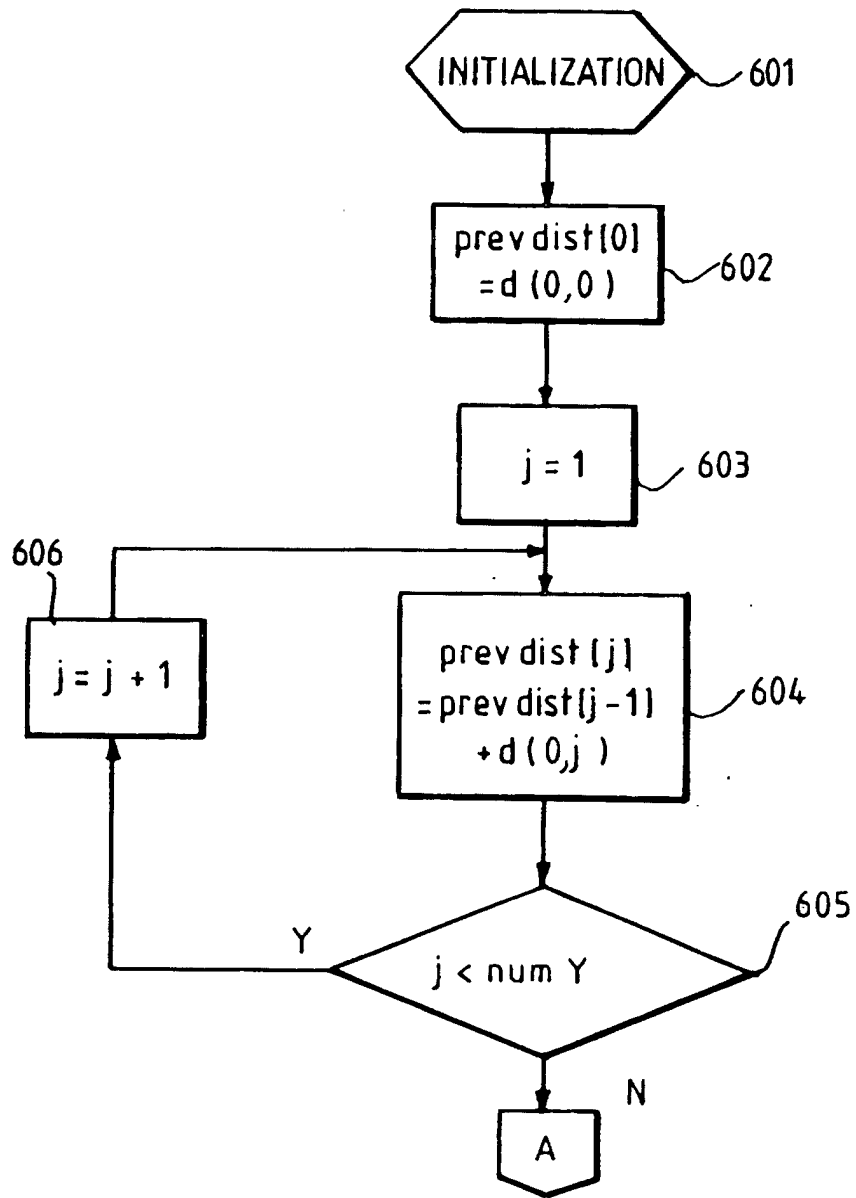 INITIALIZATION
601
prev dist [0]
= d (0,0)
602
j = 1
603
606
j = j + 1
prev dist [j]
= prev dist [j-1]
+ d (0,j)
604
605
Y
j < num Y
N
A